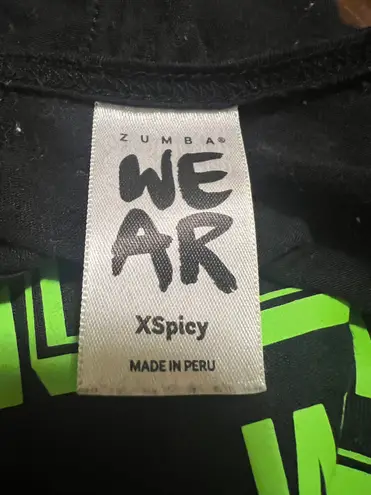 ZUMBA®
WE
AR
XSpicy
MADE IN PERU